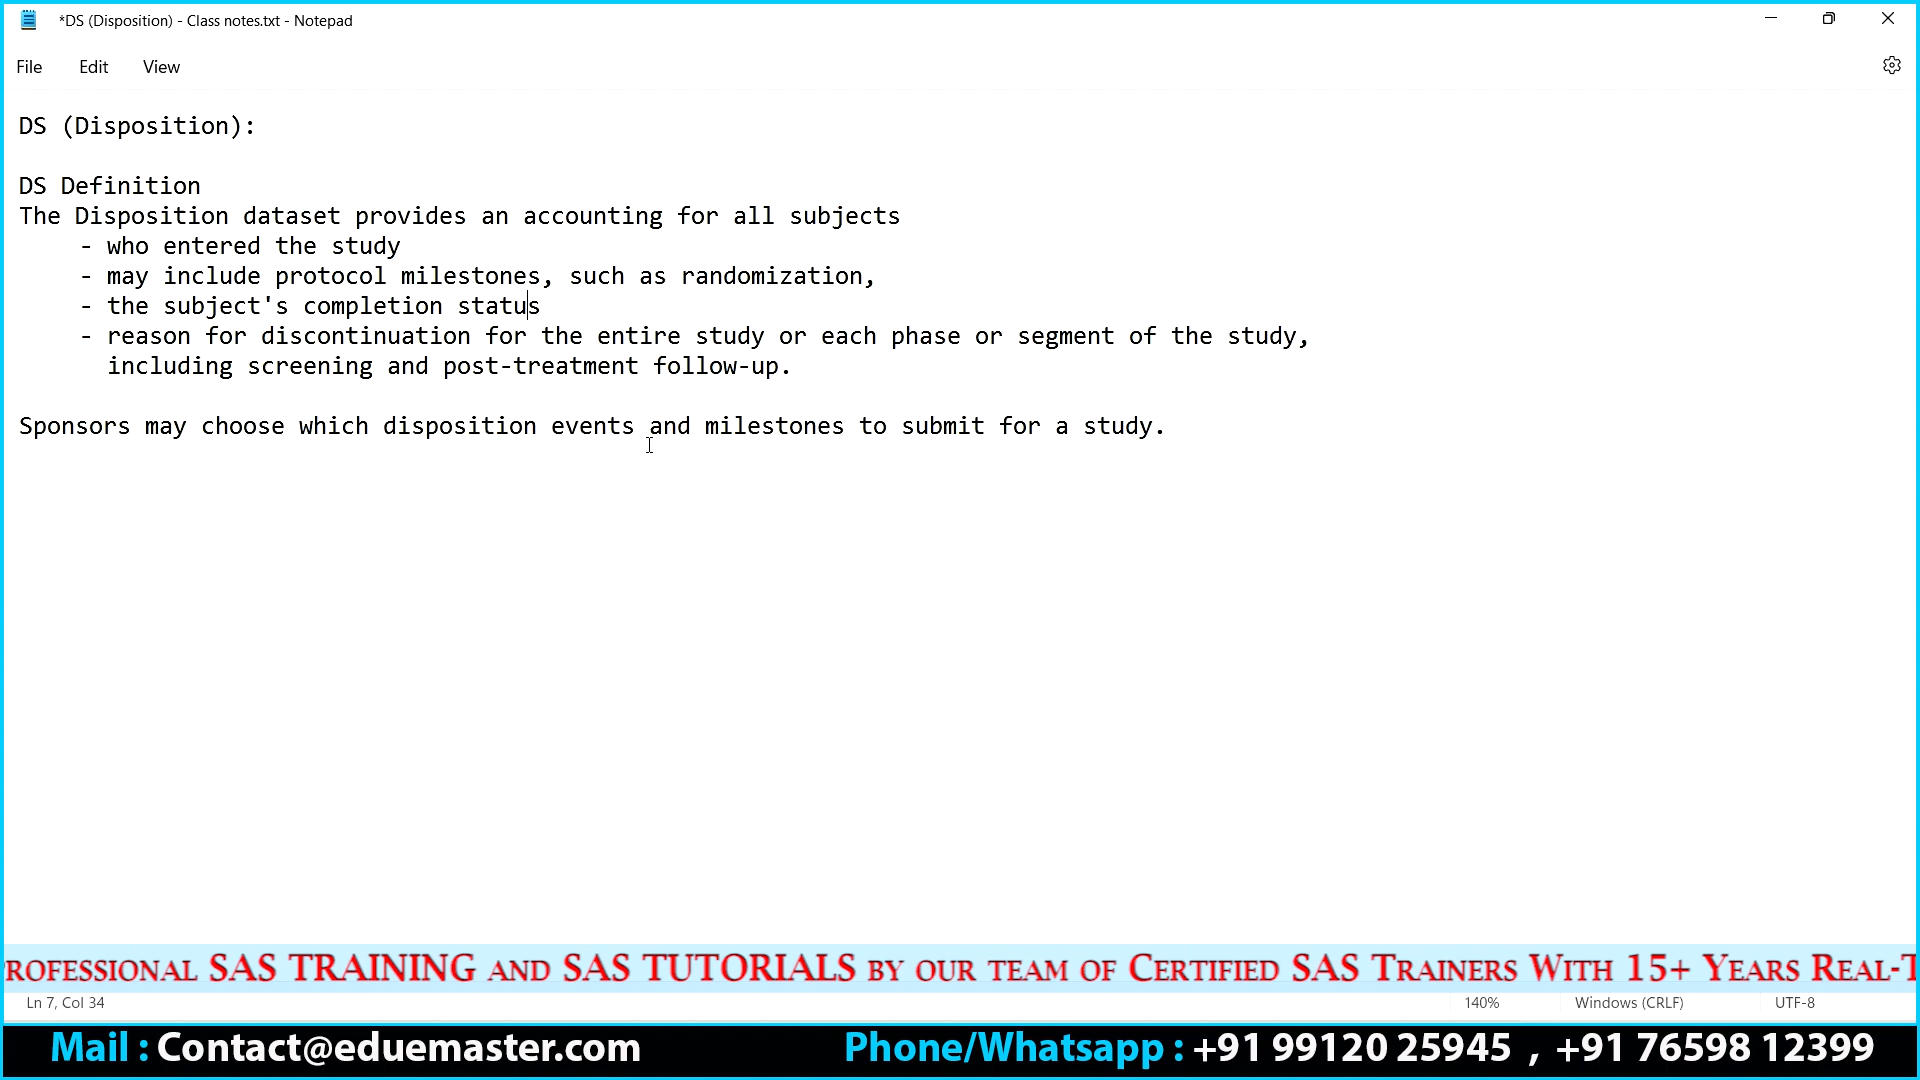 *DS (Disposition) - Class notes.txt - Notepad
File Edit View
DS (Disposition):
DS Definition
The Disposition dataset provides an accounting for all subjects
- who entered the study
- may include protocol milestones, such as randomization,
- the subject's completion status
- reason for discontinuation for the entire study or each phase or segment of the study,
including screening and post-treatment follow-up.
Sponsors may choose which disposition events and milestones to submit for a study.
ROFESSIONAL SAS TRAINING AND SAS TUTORIALS BY OUR TEAM OF CERTIFIED SAS TRAINERS WITH 15+ YEARS REAL-T
Ln 7, Col 34 140% Windows (CRLF) UTF-8
Mail : Contact@eduemaster.com Phone/Whatsapp : +91 99120 25945 , +91 76598 12399